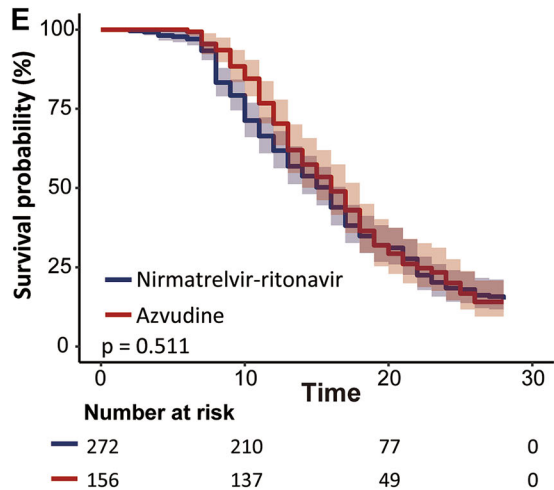 E
Survival probability (%)
100
75
50
25
0
Nirmatrelvir-ritonavir
Azvudine
p = 0.511
0 10 20 30
Time
Number at risk
272 210 77 0
156 137 49 0